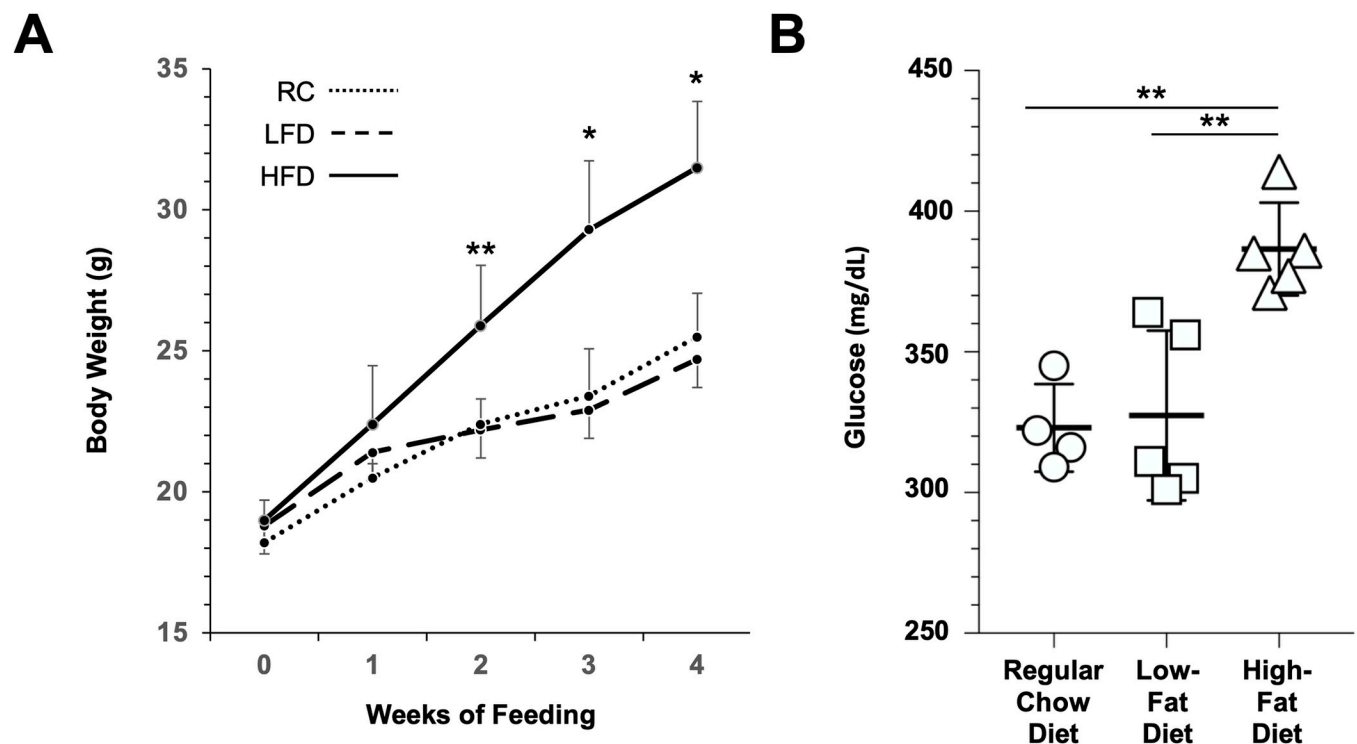 A
35
30
25
20
15
RC
LFD
HFD
**
*
*
Body Weight (g)
0 1 2 3 4
Weeks of Feeding
B
450
400
350
300
250
**
**
Glucose (mg/dL)
Regular Low- High-
Chow Fat Fat
Diet Diet Diet